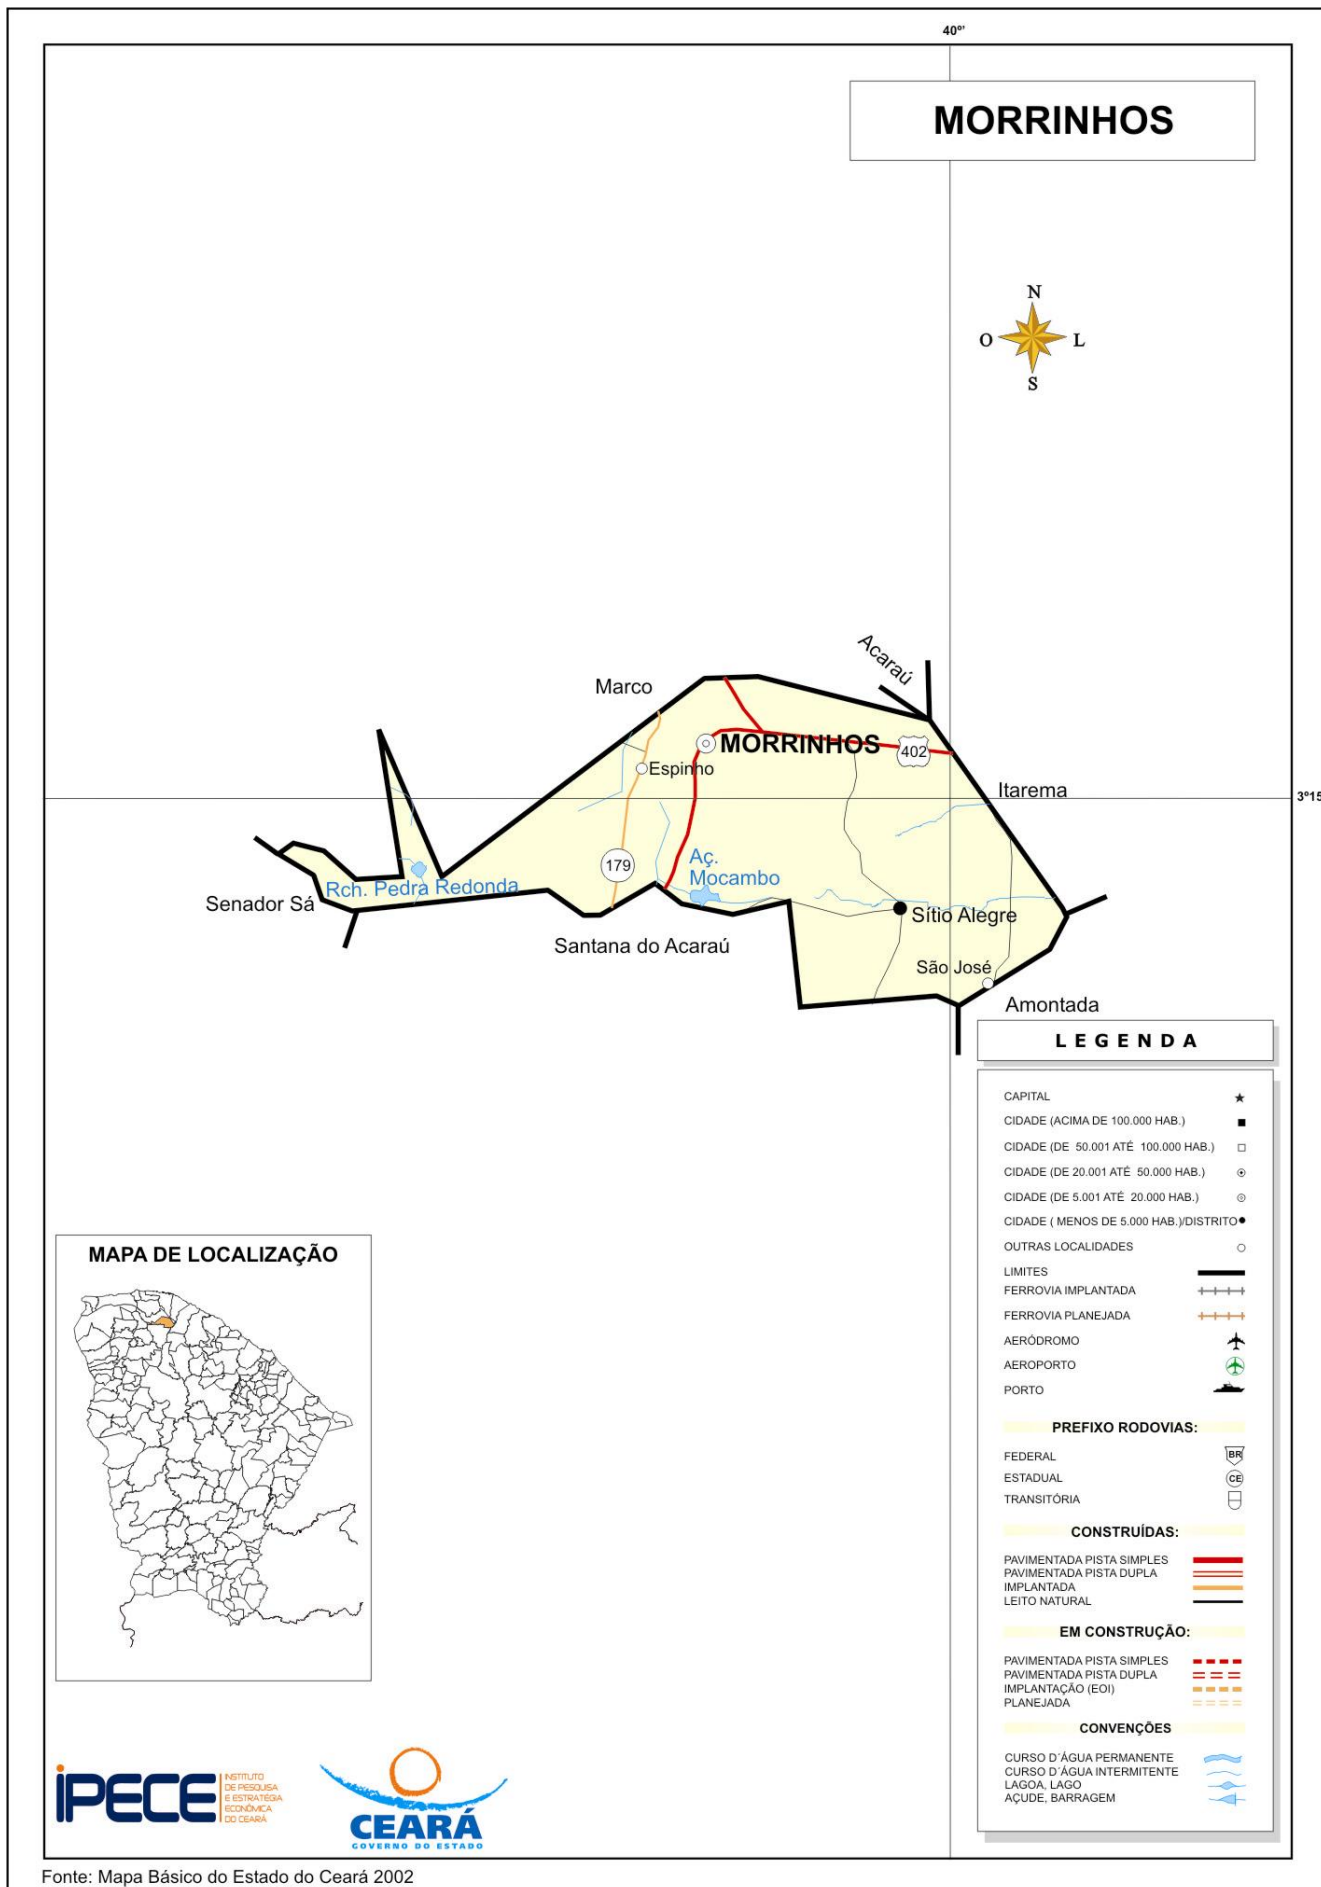 40º'
MORRINHOS
N
O
L
S
Acaraú
Marco
MORRINHOS
402
Espinho
Itarema
3º15
179
Aç.
Mocambo
Rch. Pedra Redonda
Senador Sá
Sítio Alegre
Santana do Acaraú
São José
Amontada
LEGENDA
CAPITAL
CIDADE (ACIMA DE 100.000 HAB.)
CIDADE (DE 50.001 ATÉ 100.000 HAB.)
CIDADE (DE 20.001 ATÉ 50.000 HAB.)
CIDADE (DE 5.001 ATÉ 20.000 HAB.)
CIDADE ( MENOS DE 5.000 HAB.)/DISTRITO
OUTRAS LOCALIDADES
LIMITES
FERROVIA IMPLANTADA
FERROVIA PLANEJADA
AERÓDROMO
AEROPORTO
PORTO
PREFIXO RODOVIAS:
FEDERAL BR
ESTADUAL CE
TRANSITÓRIA
CONSTRUÍDAS:
PAVIMENTADA PISTA SIMPLES
PAVIMENTADA PISTA DUPLA
IMPLANTADA
LEITO NATURAL
EM CONSTRUÇÃO:
PAVIMENTADA PISTA SIMPLES
PAVIMENTADA PISTA DUPLA
IMPLANTAÇÃO (EOI)
PLANEJADA
CONVENÇÕES
CURSO D´ÁGUA PERMANENTE
CURSO D´ÁGUA INTERMITENTE
LAGOA, LAGO
AÇUDE, BARRAGEM
MAPA DE LOCALIZAÇÃO
IPECE
INSTITUTO
DE PESQUISA
E ESTRATÉGIA
ECONÔMICA
DO CEARÁ
CEARÁ
GOVERNO DO ESTADO
Fonte: Mapa Básico do Estado do Ceará 2002